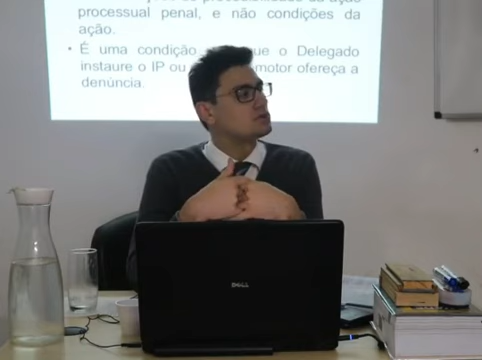 processual penal, e não condições da
ação.
• É uma condição que o Delegado
instaure o IP ou motor ofereça a
denúncia.
DELL